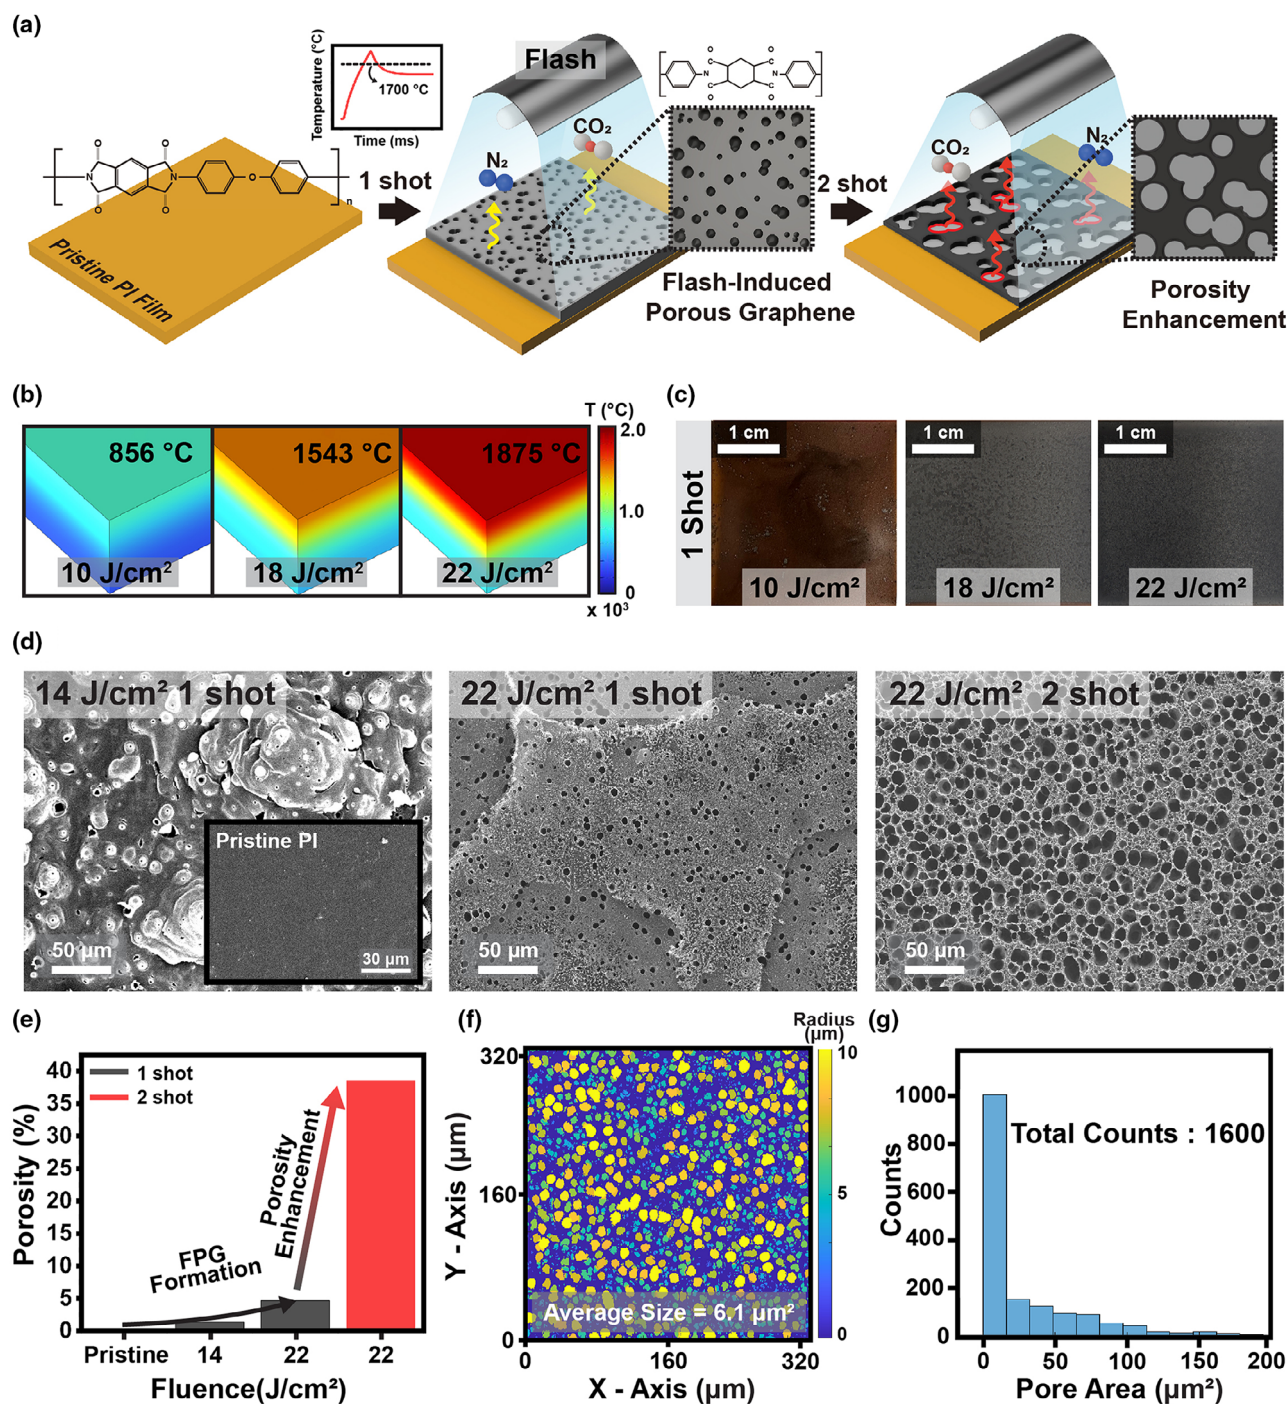 (a)
Temperature (°C)
1700 °C
Time (ms)
Flash
O
O
N
N
O
O
O
O
N
N
O
O
O
n
Pristine PI Film
1 shot
N₂
CO₂
Flash-Induced
Porous Graphene
2 shot
CO₂
N₂
Porosity
Enhancement
(b)
T (°C)
856 °C
1543 °C
1875 °C
10 J/cm²
18 J/cm²
22 J/cm²
2.0
1.0
0
x 10³
(c)
1 Shot
1 cm
1 cm
1 cm
10 J/cm²
18 J/cm²
22 J/cm²
(d)
14 J/cm² 1 shot
Pristine PI
30 μm
50 μm
22 J/cm² 1 shot
50 μm
22 J/cm² 2 shot
50 μm
(e)
Porosity (%)
40
35
30
25
20
15
10
5
0
1 shot
2 shot
FPG
Formation
Porosity
Enhancement
Pristine
14
22
22
Fluence(J/cm²)
(f)
Radius
(μm)
10
5
0
Y - Axis (μm)
320
160
0
Average Size = 6.1 μm²
0
160
320
X - Axis (μm)
(g)
Counts
1000
800
600
400
200
0
Total Counts : 1600
0
50
100
150
200
Pore Area (μm²)